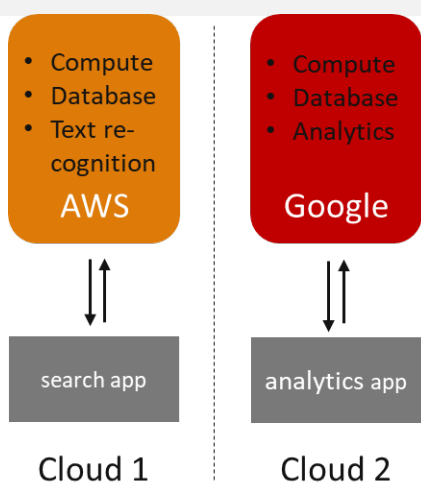 • Compute
• Database
• Text re-
cognition
AWS
• Compute
• Database
• Analytics
Google
search app
analytics app
Cloud 1
Cloud 2